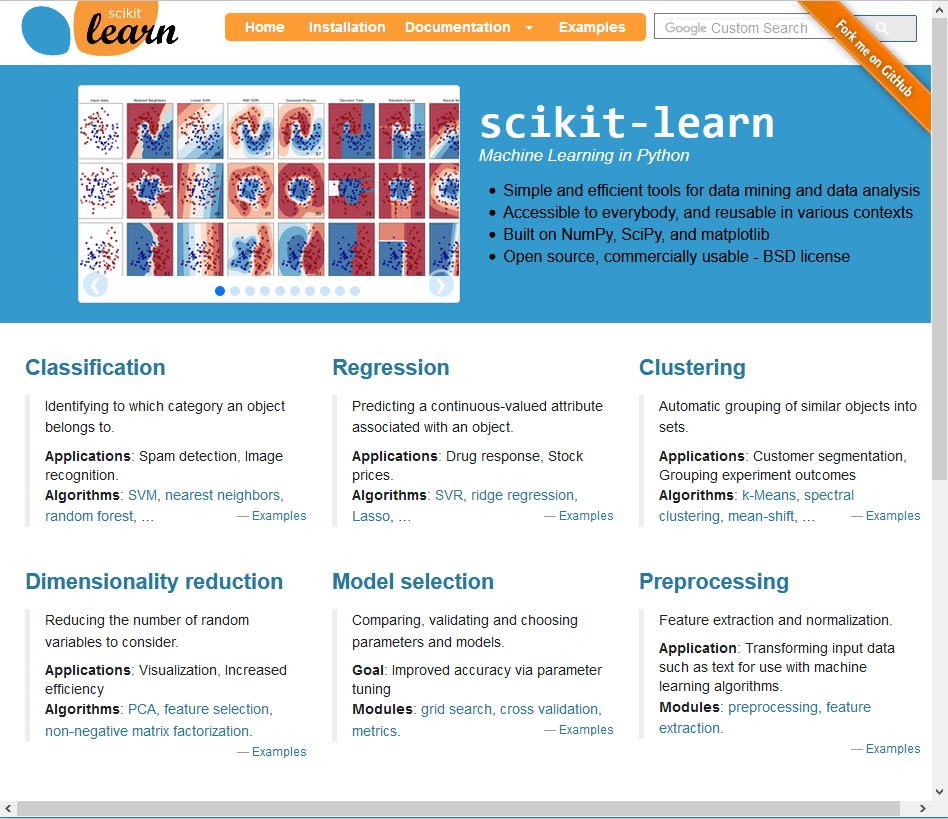 scikit
learn
Home Installation Documentation Examples
Google Custom Search
Fork me on GitHub
Input data Nearest Neighbors Linear SVM RBF SVM Gaussian Process Decision Tree Random Forest
scikit-learn
Machine Learning in Python
Simple and efficient tools for data mining and data analysis
Accessible to everybody, and reusable in various contexts
Built on NumPy, SciPy, and matplotlib
Open source, commercially usable - BSD license
Classification
Identifying to which category an object
belongs to.
Applications: Spam detection, Image
recognition.
Algorithms: SVM, nearest neighbors,
random forest, …
— Examples
Regression
Predicting a continuous-valued attribute
associated with an object.
Applications: Drug response, Stock
prices.
Algorithms: SVR, ridge regression,
Lasso, …
— Examples
Clustering
Automatic grouping of similar objects into
sets.
Applications: Customer segmentation,
Grouping experiment outcomes
Algorithms: k-Means, spectral
clustering, mean-shift, …
— Examples
Dimensionality reduction
Reducing the number of random
variables to consider.
Applications: Visualization, Increased
efficiency
Algorithms: PCA, feature selection,
non-negative matrix factorization.
— Examples
Model selection
Comparing, validating and choosing
parameters and models.
Goal: Improved accuracy via parameter
tuning
Modules: grid search, cross validation,
metrics.
— Examples
Preprocessing
Feature extraction and normalization.
Application: Transforming input data
such as text for use with machine
learning algorithms.
Modules: preprocessing, feature
extraction.
— Examples